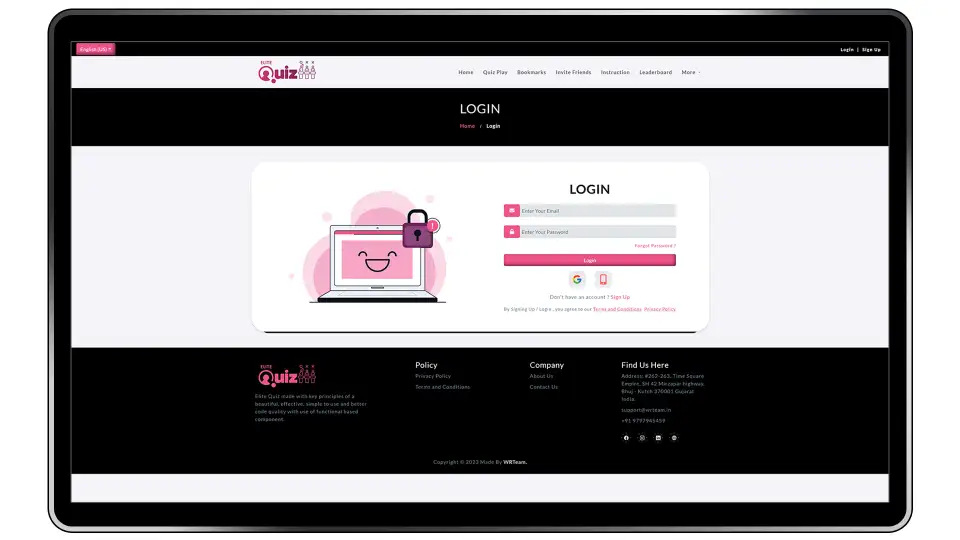 English(US)
Login | Sign Up
ELITE
Quiz
Home Quiz Play Bookmarks Invite Friends Instruction Leaderboard More
LOGIN
Home / Login
LOGIN
Enter Your Email
Enter Your Password
Forgot Password ?
Login
Don't have an account ? Sign Up
By Signing Up / Login , you agree to our Terms and Conditions Privacy Policy
ELITE
Quiz
Elite Quiz made with key principles of a
beautiful, effective, simple to use and better
code quality with use of functional based
component.
Policy
Privacy Policy
Terms and Conditions
Company
About Us
Contact Us
Find Us Here
Address: #262-263, Time Square
Empire, SH 42 Mirzapar highway,
Bhuj - Kutch 370001 Gujarat
India.
support@wrteam.in
+91 9797945459
Copyright © 2023 Made By WRTeam.